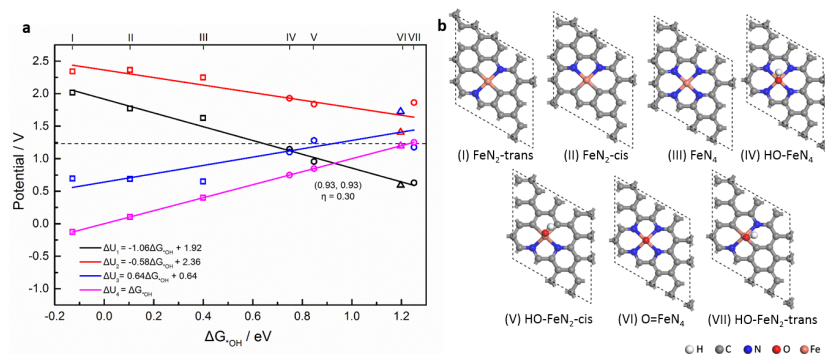 a
I II III IV V VI VII
3.0
2.5
2.0
1.5
1.0
0.5
0.0
-0.5
-1.0
Potential / V
(0.93, 0.93)
η = 0.30
ΔU1 = -1.06ΔG*OH + 1.92
ΔU2 = -0.58ΔG*OH + 2.36
ΔU3 = 0.64ΔG*OH + 0.64
ΔU4 = ΔG*OH
-0.2 0.0 0.2 0.4 0.6 0.8 1.0 1.2
ΔG*OH / eV
b
(I) FeN2-trans
(II) FeN2-cis
(III) FeN4
(IV) HO-FeN4
(V) HO-FeN2-cis
(VI) O=FeN4
(VII) HO-FeN2-trans
H C N O Fe